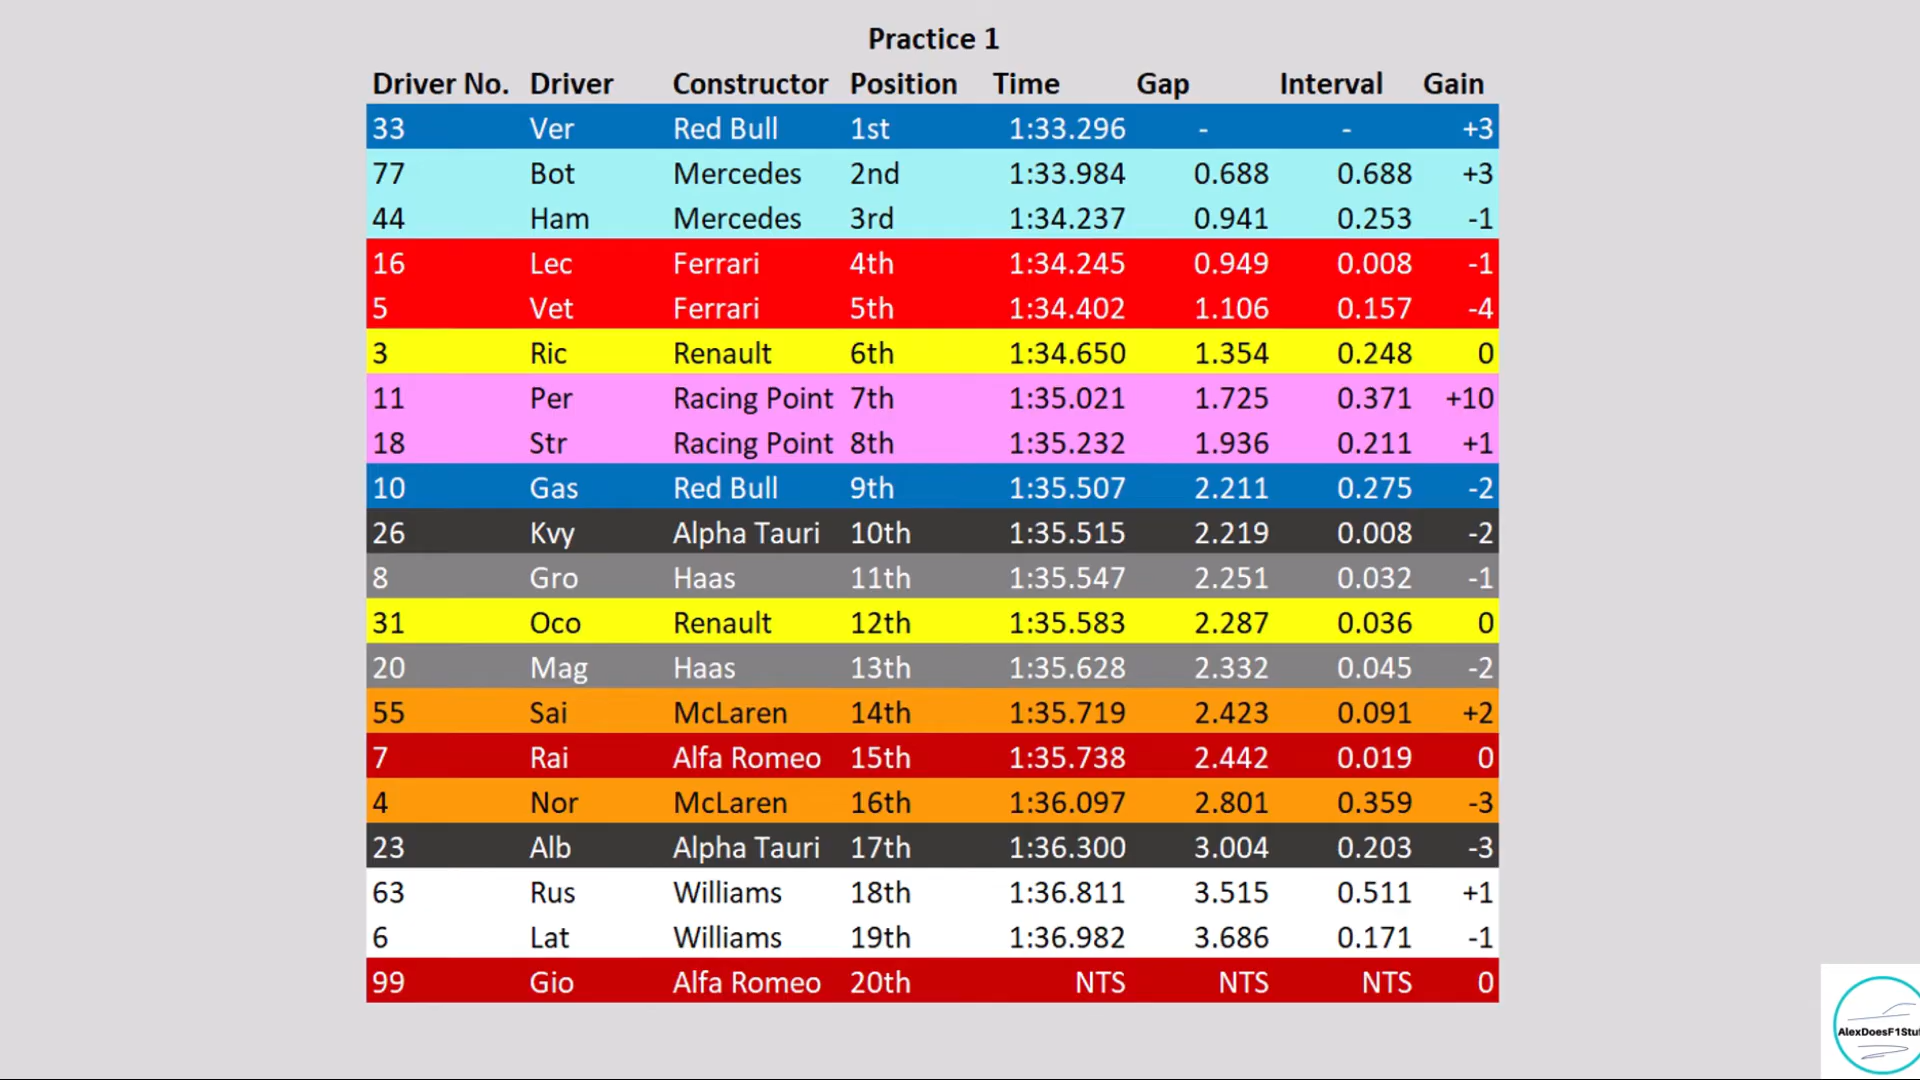 Practice 1
Driver No. Driver Constructor Position Time Gap Interval Gain
33 Ver Red Bull 1st 1:33.296 - - +3
77 Bot Mercedes 2nd 1:33.984 0.688 0.688 +3
44 Ham Mercedes 3rd 1:34.237 0.941 0.253 -1
16 Lec Ferrari 4th 1:34.245 0.949 0.008 -1
5 Vet Ferrari 5th 1:34.402 1.106 0.157 -4
3 Ric Renault 6th 1:34.650 1.354 0.248 0
11 Per Racing Point 7th 1:35.021 1.725 0.371 +10
18 Str Racing Point 8th 1:35.232 1.936 0.211 +1
10 Gas Red Bull 9th 1:35.507 2.211 0.275 -2
26 Kvy Alpha Tauri 10th 1:35.515 2.219 0.008 -2
8 Gro Haas 11th 1:35.547 2.251 0.032 -1
31 Oco Renault 12th 1:35.583 2.287 0.036 0
20 Mag Haas 13th 1:35.628 2.332 0.045 -2
55 Sai McLaren 14th 1:35.719 2.423 0.091 +2
7 Rai Alfa Romeo 15th 1:35.738 2.442 0.019 0
4 Nor McLaren 16th 1:36.097 2.801 0.359 -3
23 Alb Alpha Tauri 17th 1:36.300 3.004 0.203 -3
63 Rus Williams 18th 1:36.811 3.515 0.511 +1
6 Lat Williams 19th 1:36.982 3.686 0.171 -1
99 Gio Alfa Romeo 20th NTS NTS NTS 0
AlexDoesF1Stuf